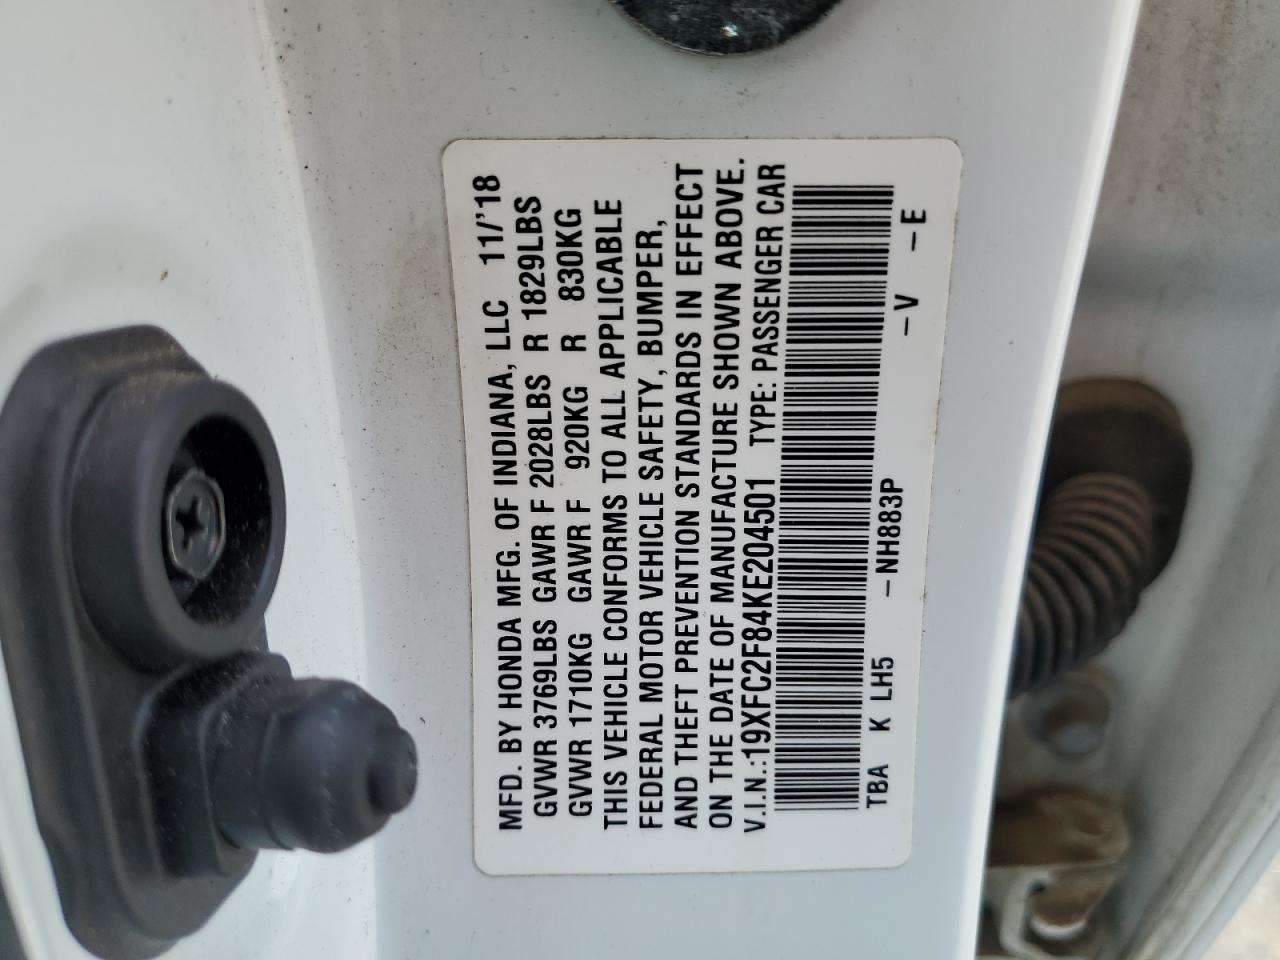 MFD. BY HONDA MFG. OF INDIANA, LLC 11/'18
GVWR 3769LBS GAWR F 2028LBS R 1829LBS
GVWR 1710KG GAWR F 920KG R 830KG
THIS VEHICLE CONFORMS TO ALL APPLICABLE
FEDERAL MOTOR VEHICLE SAFETY, BUMPER,
AND THEFT PREVENTION STANDARDS IN EFFECT
ON THE DATE OF MANUFACTURE SHOWN ABOVE.
V.I.N.:19XFC2F84KE204501 TYPE: PASSENGER CAR
TBA K LH5 -NH883P -V -E